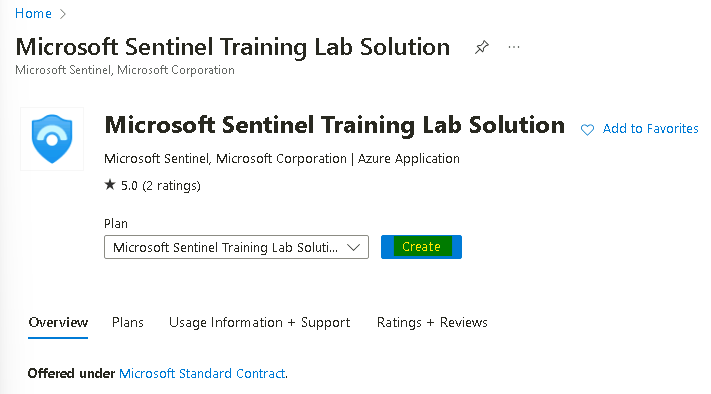 Home
Microsoft Sentinel Training Lab Solution ...
Microsoft Sentinel, Microsoft Corporation
Microsoft Sentinel Training Lab Solution
Add to Favorites
Microsoft Sentinel, Microsoft Corporation | Azure Application
★ 5.0 (2 ratings)
Plan
Microsoft Sentinel Training Lab Soluti... Create
Overview Plans Usage Information + Support Ratings + Reviews
Offered under Microsoft Standard Contract.